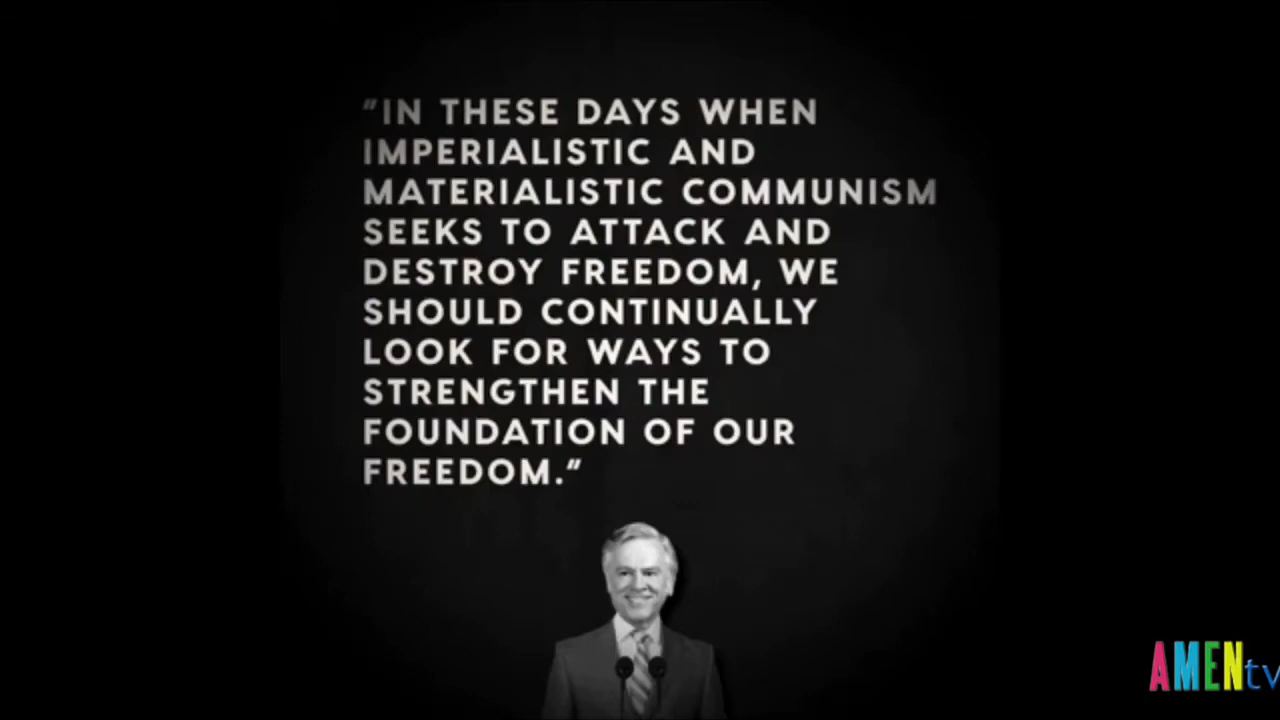 "IN THESE DAYS WHEN
IMPERIALISTIC AND
MATERIALISTIC COMMUNISM
SEEKS TO ATTACK AND
DESTROY FREEDOM, WE
SHOULD CONTINUALLY
LOOK FOR WAYS TO
STRENGTHEN THE
FOUNDATION OF OUR
FREEDOM."
AMENtv